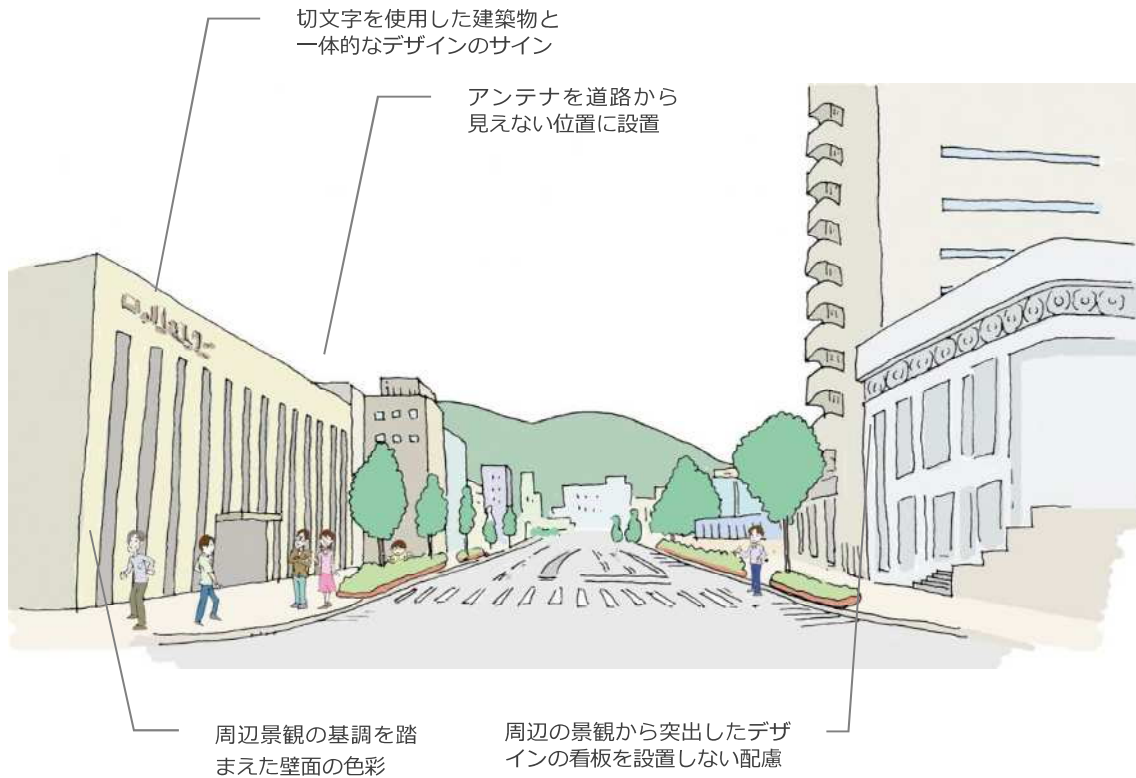 切文字を使用した建築物と
一体的なデザインのサイン
アンテナを道路から
見えない位置に設置
周辺景観の基調を踏
まえた壁面の色彩
周辺の景観から突出したデザ
インの看板を設置しない配慮